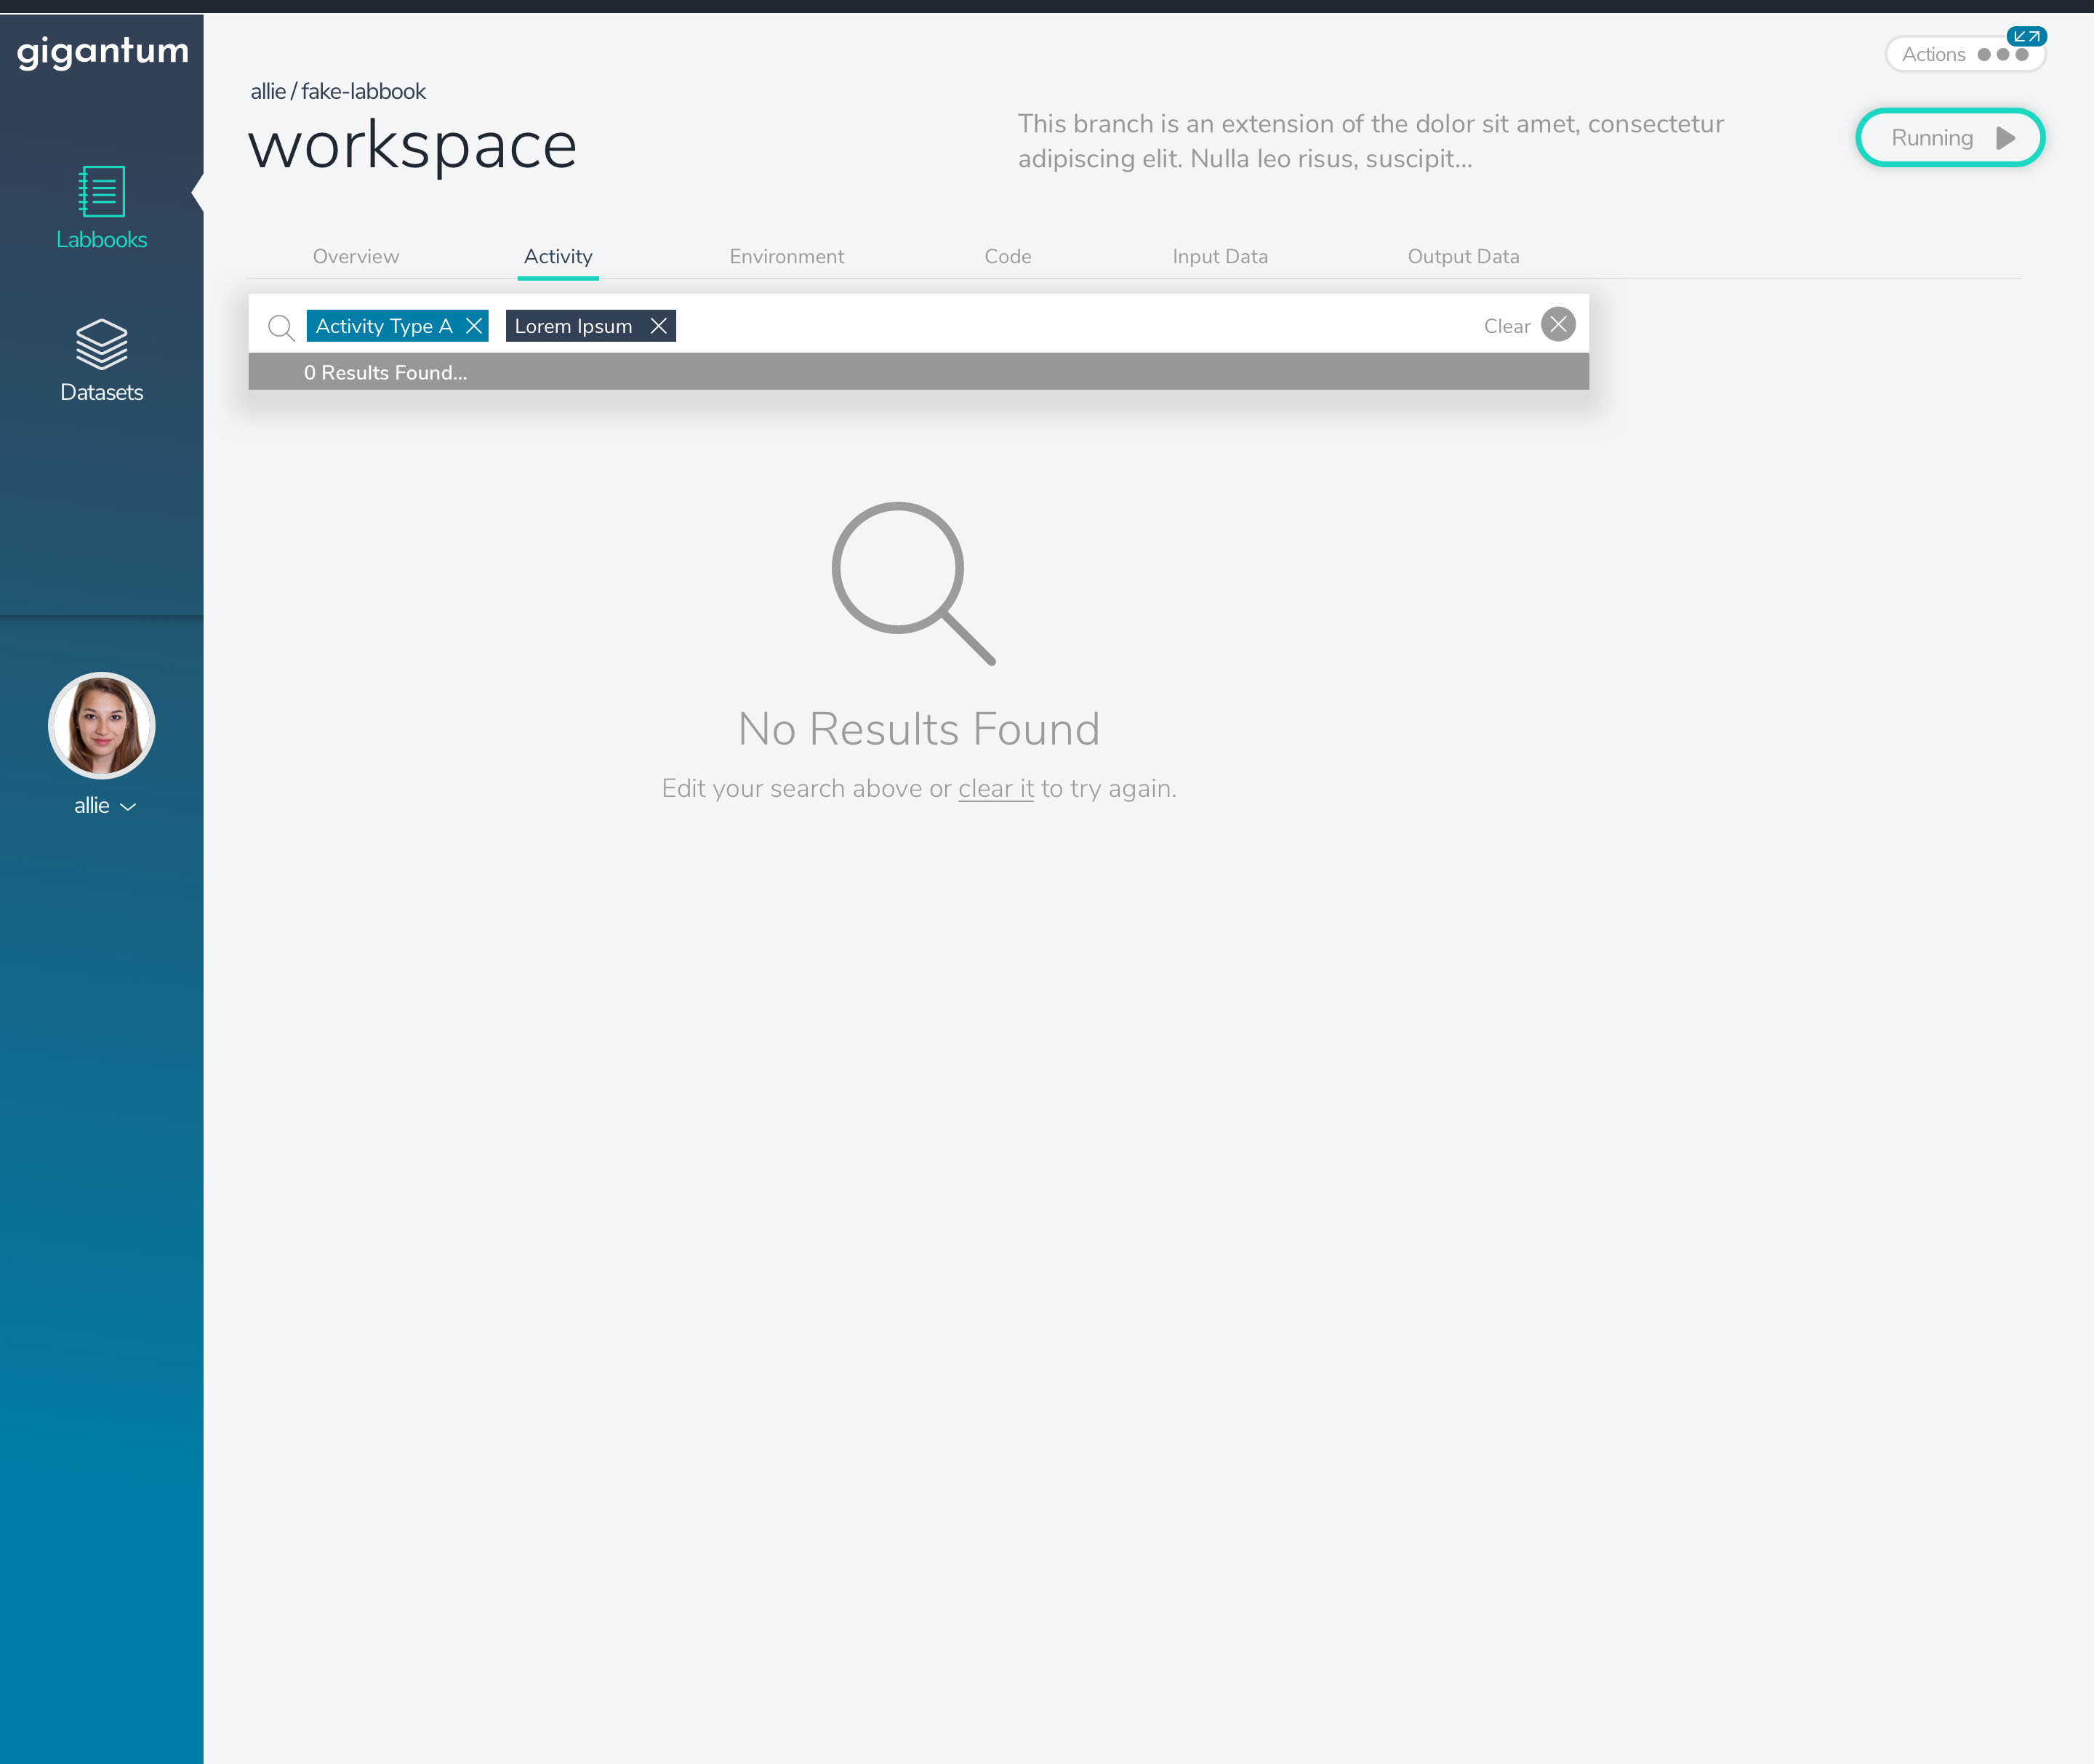 gigantum
Labbooks
Datasets
allie
allie / fake-labbook
workspace
This branch is an extension of the dolor sit amet, consectetur
adipiscing elit. Nulla leo risus, suscipit...
Actions
Running
Overview Activity Environment Code Input Data Output Data
Activity Type A Lorem Ipsum Clear
0 Results Found...
No Results Found
Edit your search above or clear it to try again.